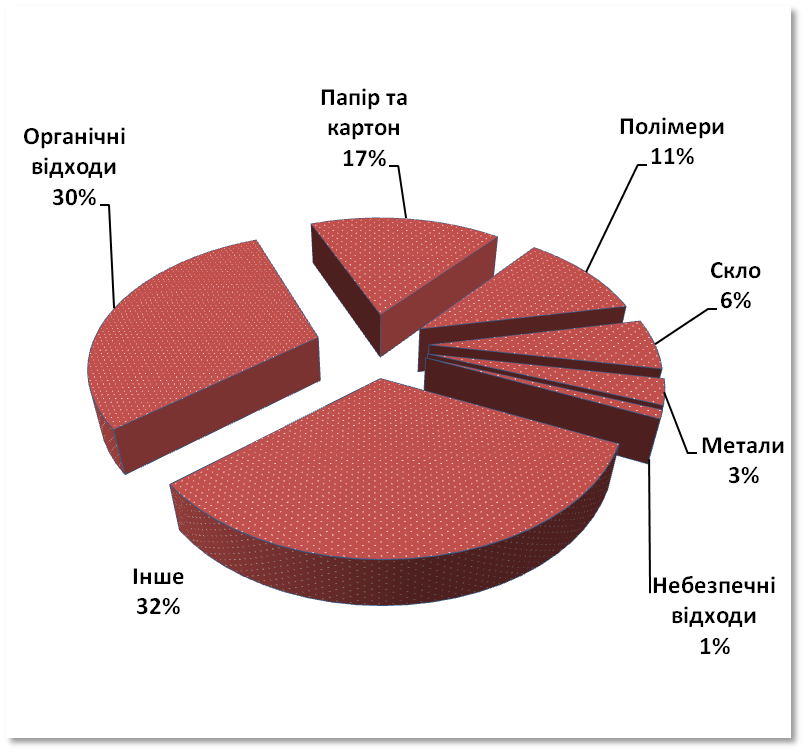 Папір та
картон
17%
Полімери
11%
Органічні
відходи
30%
Скло
6%
Метали
3%
Інше
32%
Небезпечні
відходи
1%